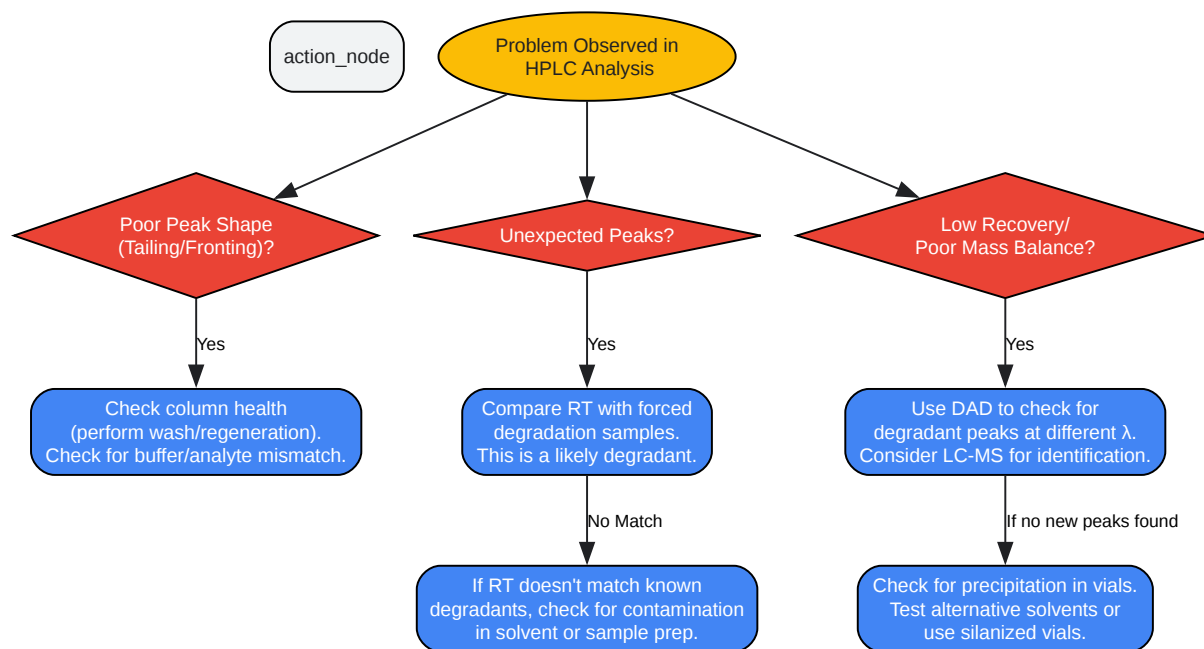 action_node
Problem Observed in
HPLC Analysis
Poor Peak Shape
(Tailing/Fronting)?
Unexpected Peaks?
Low Recovery/
Poor Mass Balance?
Yes
Yes
Yes
Check column health
(perform wash/regeneration).
Check for buffer/analyte mismatch.
Compare RT with forced
degradation samples.
This is a likely degradant.
Use DAD to check for
degradant peaks at different λ.
Consider LC-MS for identification.
No Match
If no new peaks found
If RT doesn't match known
degradants, check for contamination
in solvent or sample prep.
Check for precipitation in vials.
Test alternative solvents or
use silanized vials.